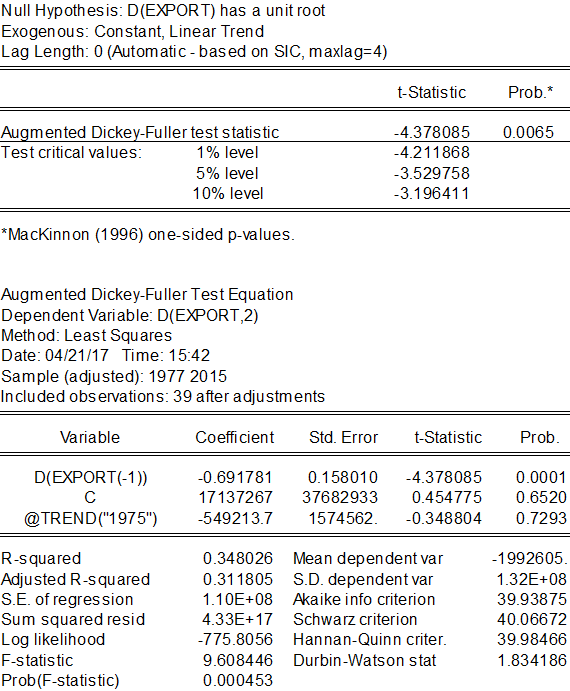 Null Hypothesis: D(EXPORT) has a unit root
Exogenous: Constant, Linear Trend
Lag Length: 0 (Automatic - based on SIC, maxlag=4)
t-Statistic Prob.*
Augmented Dickey-Fuller test statistic -4.378085 0.0065
Test critical values: 1% level -4.211868
5% level -3.529758
10% level -3.196411
*MacKinnon (1996) one-sided p-values.
Augmented Dickey-Fuller Test Equation
Dependent Variable: D(EXPORT,2)
Method: Least Squares
Date: 04/21/17 Time: 15:42
Sample (adjusted): 1977 2015
Included observations: 39 after adjustments
Variable Coefficient Std. Error t-Statistic Prob.
D(EXPORT(-1)) -0.691781 0.158010 -4.378085 0.0001
C 17137267 37682933 0.454775 0.6520
@TREND("1975") -549213.7 1574562. -0.348804 0.7293
R-squared 0.348026 Mean dependent var -1992605.
Adjusted R-squared 0.311805 S.D. dependent var 1.32E+08
S.E. of regression 1.10E+08 Akaike info criterion 39.93875
Sum squared resid 4.33E+17 Schwarz criterion 40.06672
Log likelihood -775.8056 Hannan-Quinn criter. 39.98466
F-statistic 9.608446 Durbin-Watson stat 1.834186
Prob(F-statistic) 0.000453